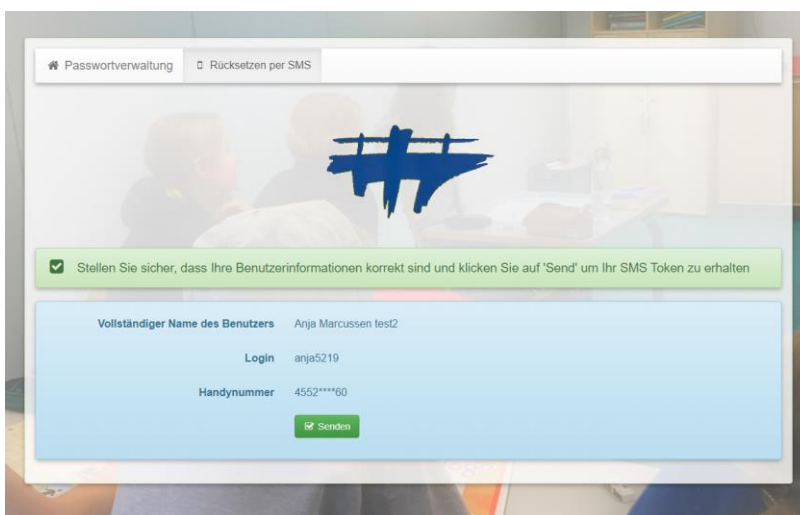 Passwortverwaltung Rücksetzen per SMS
Stellen Sie sicher, dass Ihre Benutzerinformationen korrekt sind und klicken Sie auf 'Send' um Ihr SMS Token zu erhalten
Vollständiger Name des Benutzers Anja Marcussen test2
Login anja5219
Handynummer 4552****60
Senden